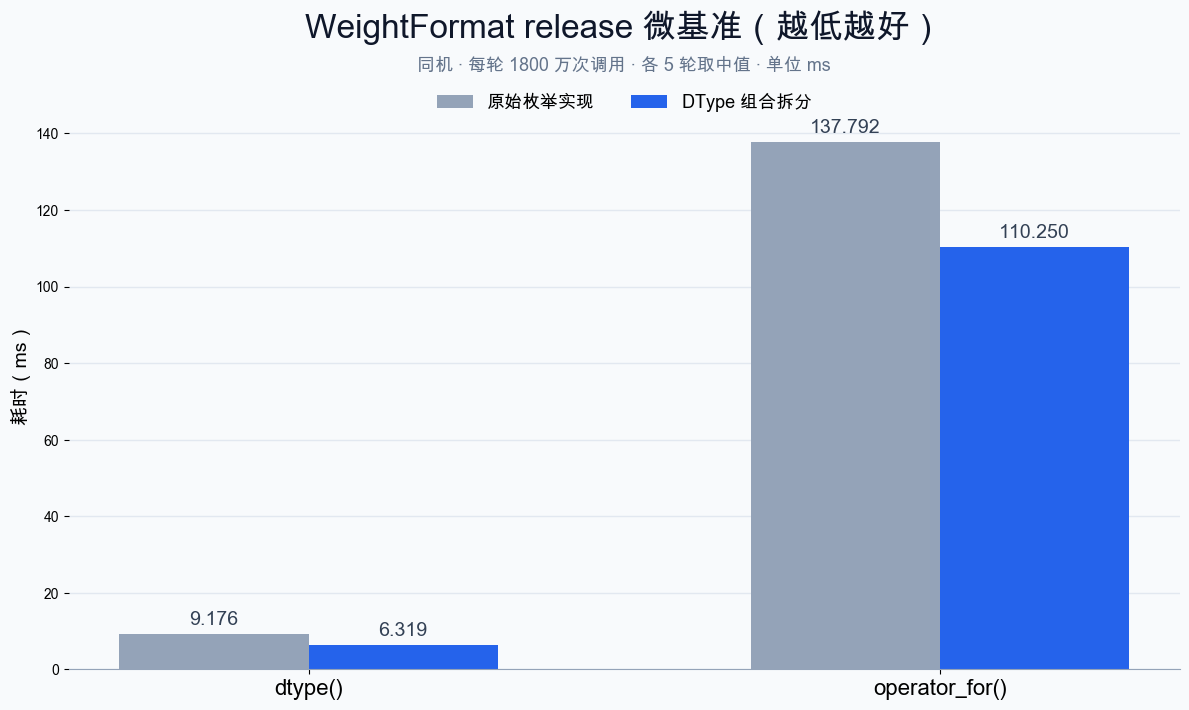 WeightFormat release 微基准（越低越好）
同机 · 每轮 1800 万次调用 · 各 5 轮取中值 · 单位 ms
原始枚举实现 DType 组合拆分
耗时（ms）
140
120
100
80
60
40
20
0
9.176
6.319
137.792
110.250
dtype()
operator_for()